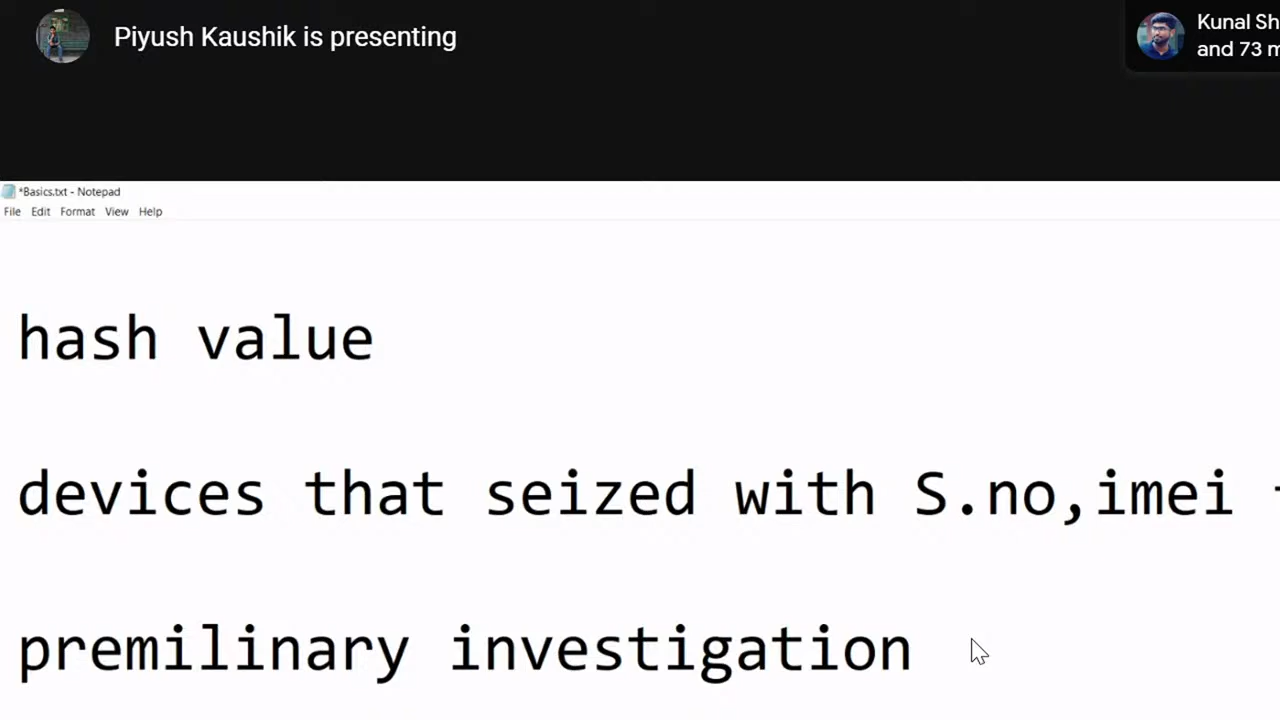 Piyush Kaushik is presenting
Kunal Sh
and 73 m
*Basics.txt - Notepad
File Edit Format View Help
hash value
devices that seized with S.no,imei
premilinary investigation